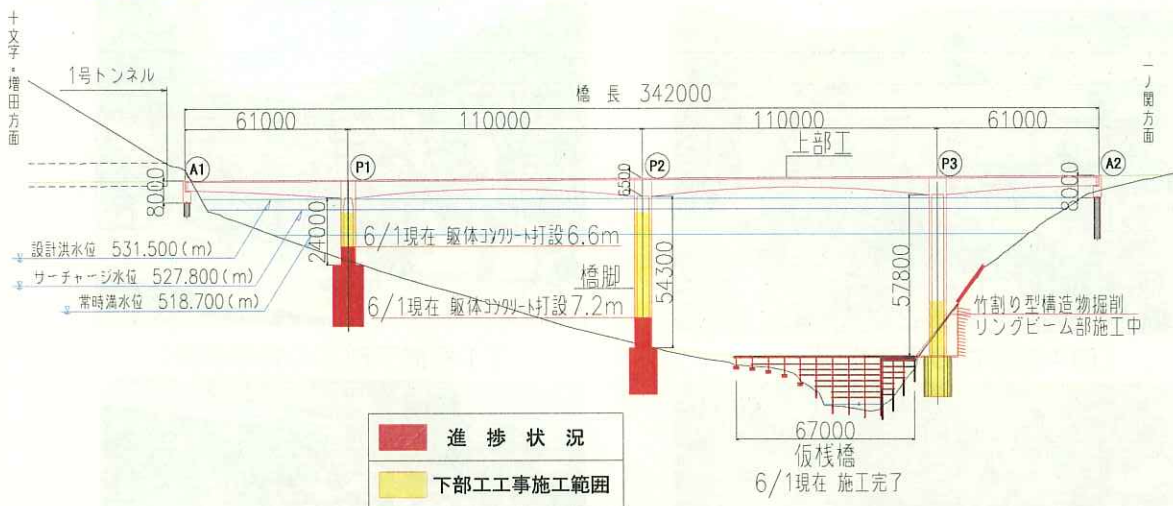 十文字・増田方面
一ノ関方面
1号トンネル
橋長 342000
61000
110000
110000
61000
上部工
A1
P1
P2
P3
A2
8000
6500
8000
24000
54300
57800
設計洪水位 531.500(m)
サーチャージ水位 527.800(m)
常時満水位 518.700(m)
6/1現在 躯体コンクリート打設6.6m
橋脚
6/1現在 躯体コンクリート打設7.2m
竹割り型構造物掘削
リングビーム部施工中
67000
仮桟橋
6/1現在 施工完了
進捗状況
下部工工事施工範囲